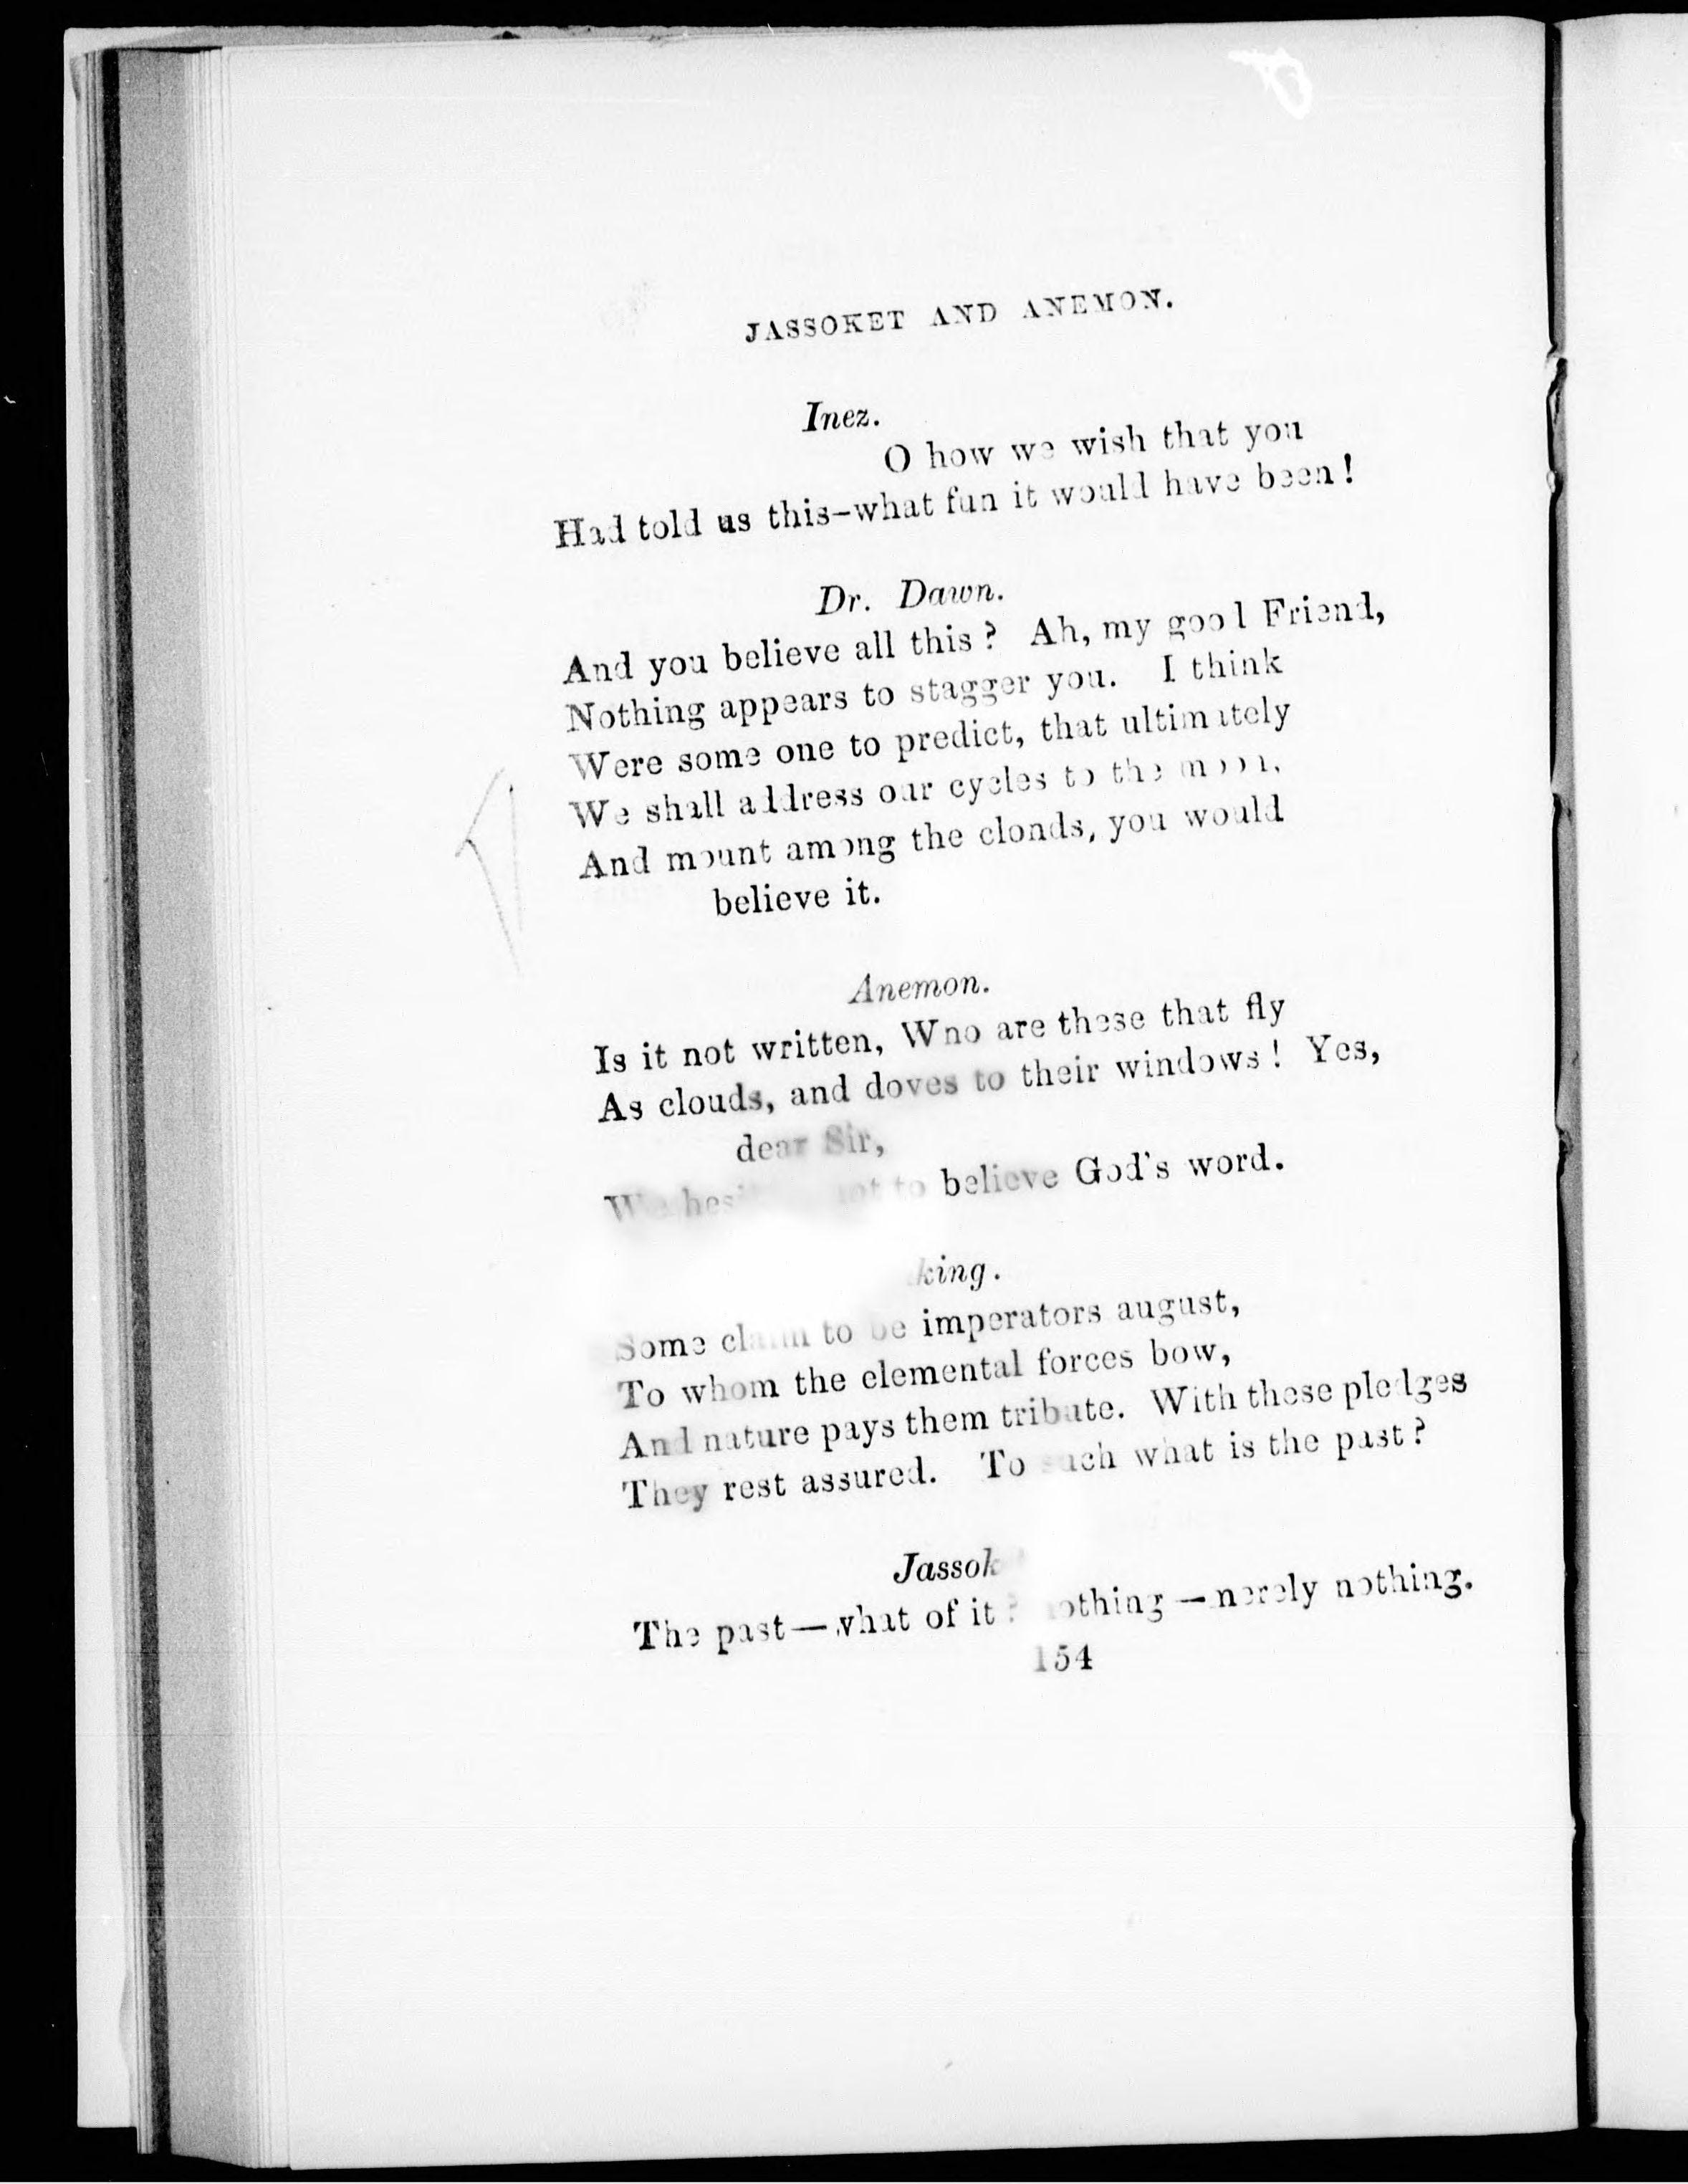 JASSOKET AND ANEMON.
Inez.
O how we wish that you
Had told us this—what fun it would have been!
Dr. Dawn.
And you believe all this? Ah, my good Friend,
Nothing appears to stagger you. I think
Were some one to predict, that ultimately
We shall address our cycles to the moon,
And mount among the clonds, you would
believe it.
Anemon.
Is it not written, Who are these that fly
As clouds, and doves to their windows! Yes,
dear Sir,
We to believe God's word.
Some claim to be imperators august,
To whom the elemental forces bow,
And nature pays them tribute. With these pledges
They rest assured. To such what is the past?
The past—what of it? nothing—merely nothing.
154